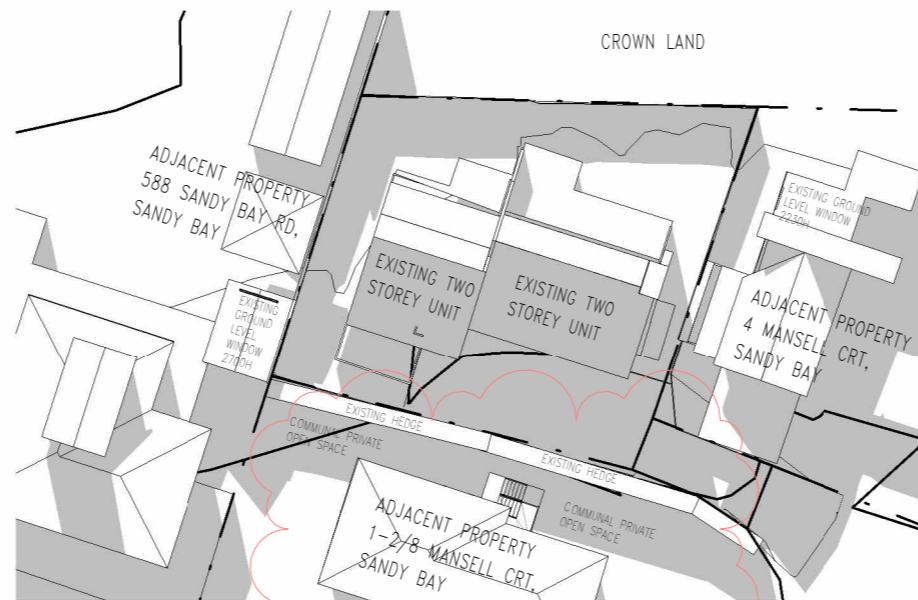 CROWN LAND
ADJACENT PROPERTY
588 SANDY BAY RD,
SANDY BAY
EXISTING GROUND
LEVEL WINDOW
2230H
EXISTING TWO
STOREY UNIT
EXISTING TWO
STOREY UNIT
ADJACENT PROPERTY
4 MANSELL CRT,
SANDY BAY
EXISTING
GROUND
LEVEL
WINDOW
2700H
EXISTING HEDGE
COMMUNAL PRIVATE
OPEN SPACE
EXISTING HEDGE
COMMUNAL PRIVATE
OPEN SPACE
ADJACENT PROPERTY
1-2/8 MANSELL CRT,
SANDY BAY